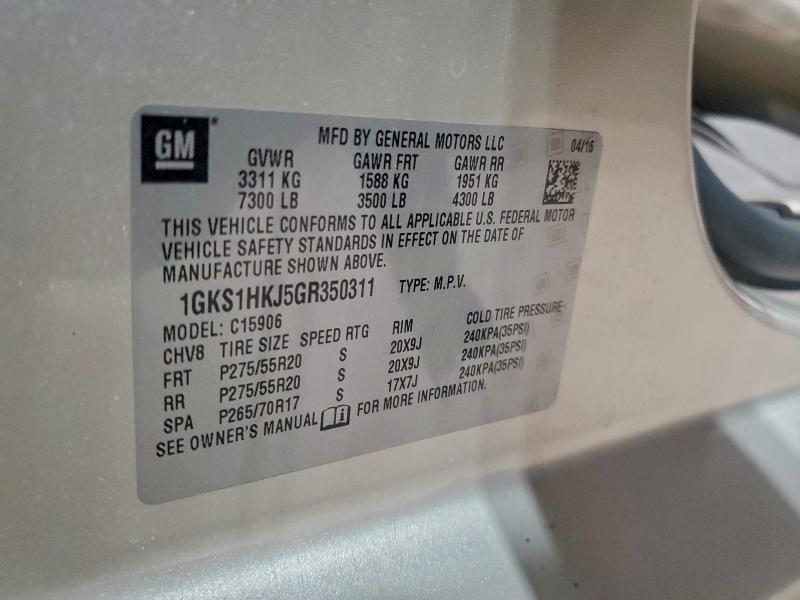 GM
MFD BY GENERAL MOTORS LLC 04/16
GVWR GAWR FRT GAWR RR
3311 KG 1588 KG 1951 KG
7300 LB 3500 LB 4300 LB
THIS VEHICLE CONFORMS TO ALL APPLICABLE U.S. FEDERAL MOTOR
VEHICLE SAFETY STANDARDS IN EFFECT ON THE DATE OF
MANUFACTURE SHOWN ABOVE.
1GKS1HKJ5GR350311 TYPE: M.P.V.
MODEL: C15906
CHV8 TIRE SIZE SPEED RTG RIM COLD TIRE PRESSURE
FRT P275/55R20 S 20X9J 240KPA(35PSI)
RR P275/55R20 S 20X9J 240KPA(35PSI)
SPA P265/70R17 S 17X7J 240KPA(35PSI)
SEE OWNER'S MANUAL FOR MORE INFORMATION.